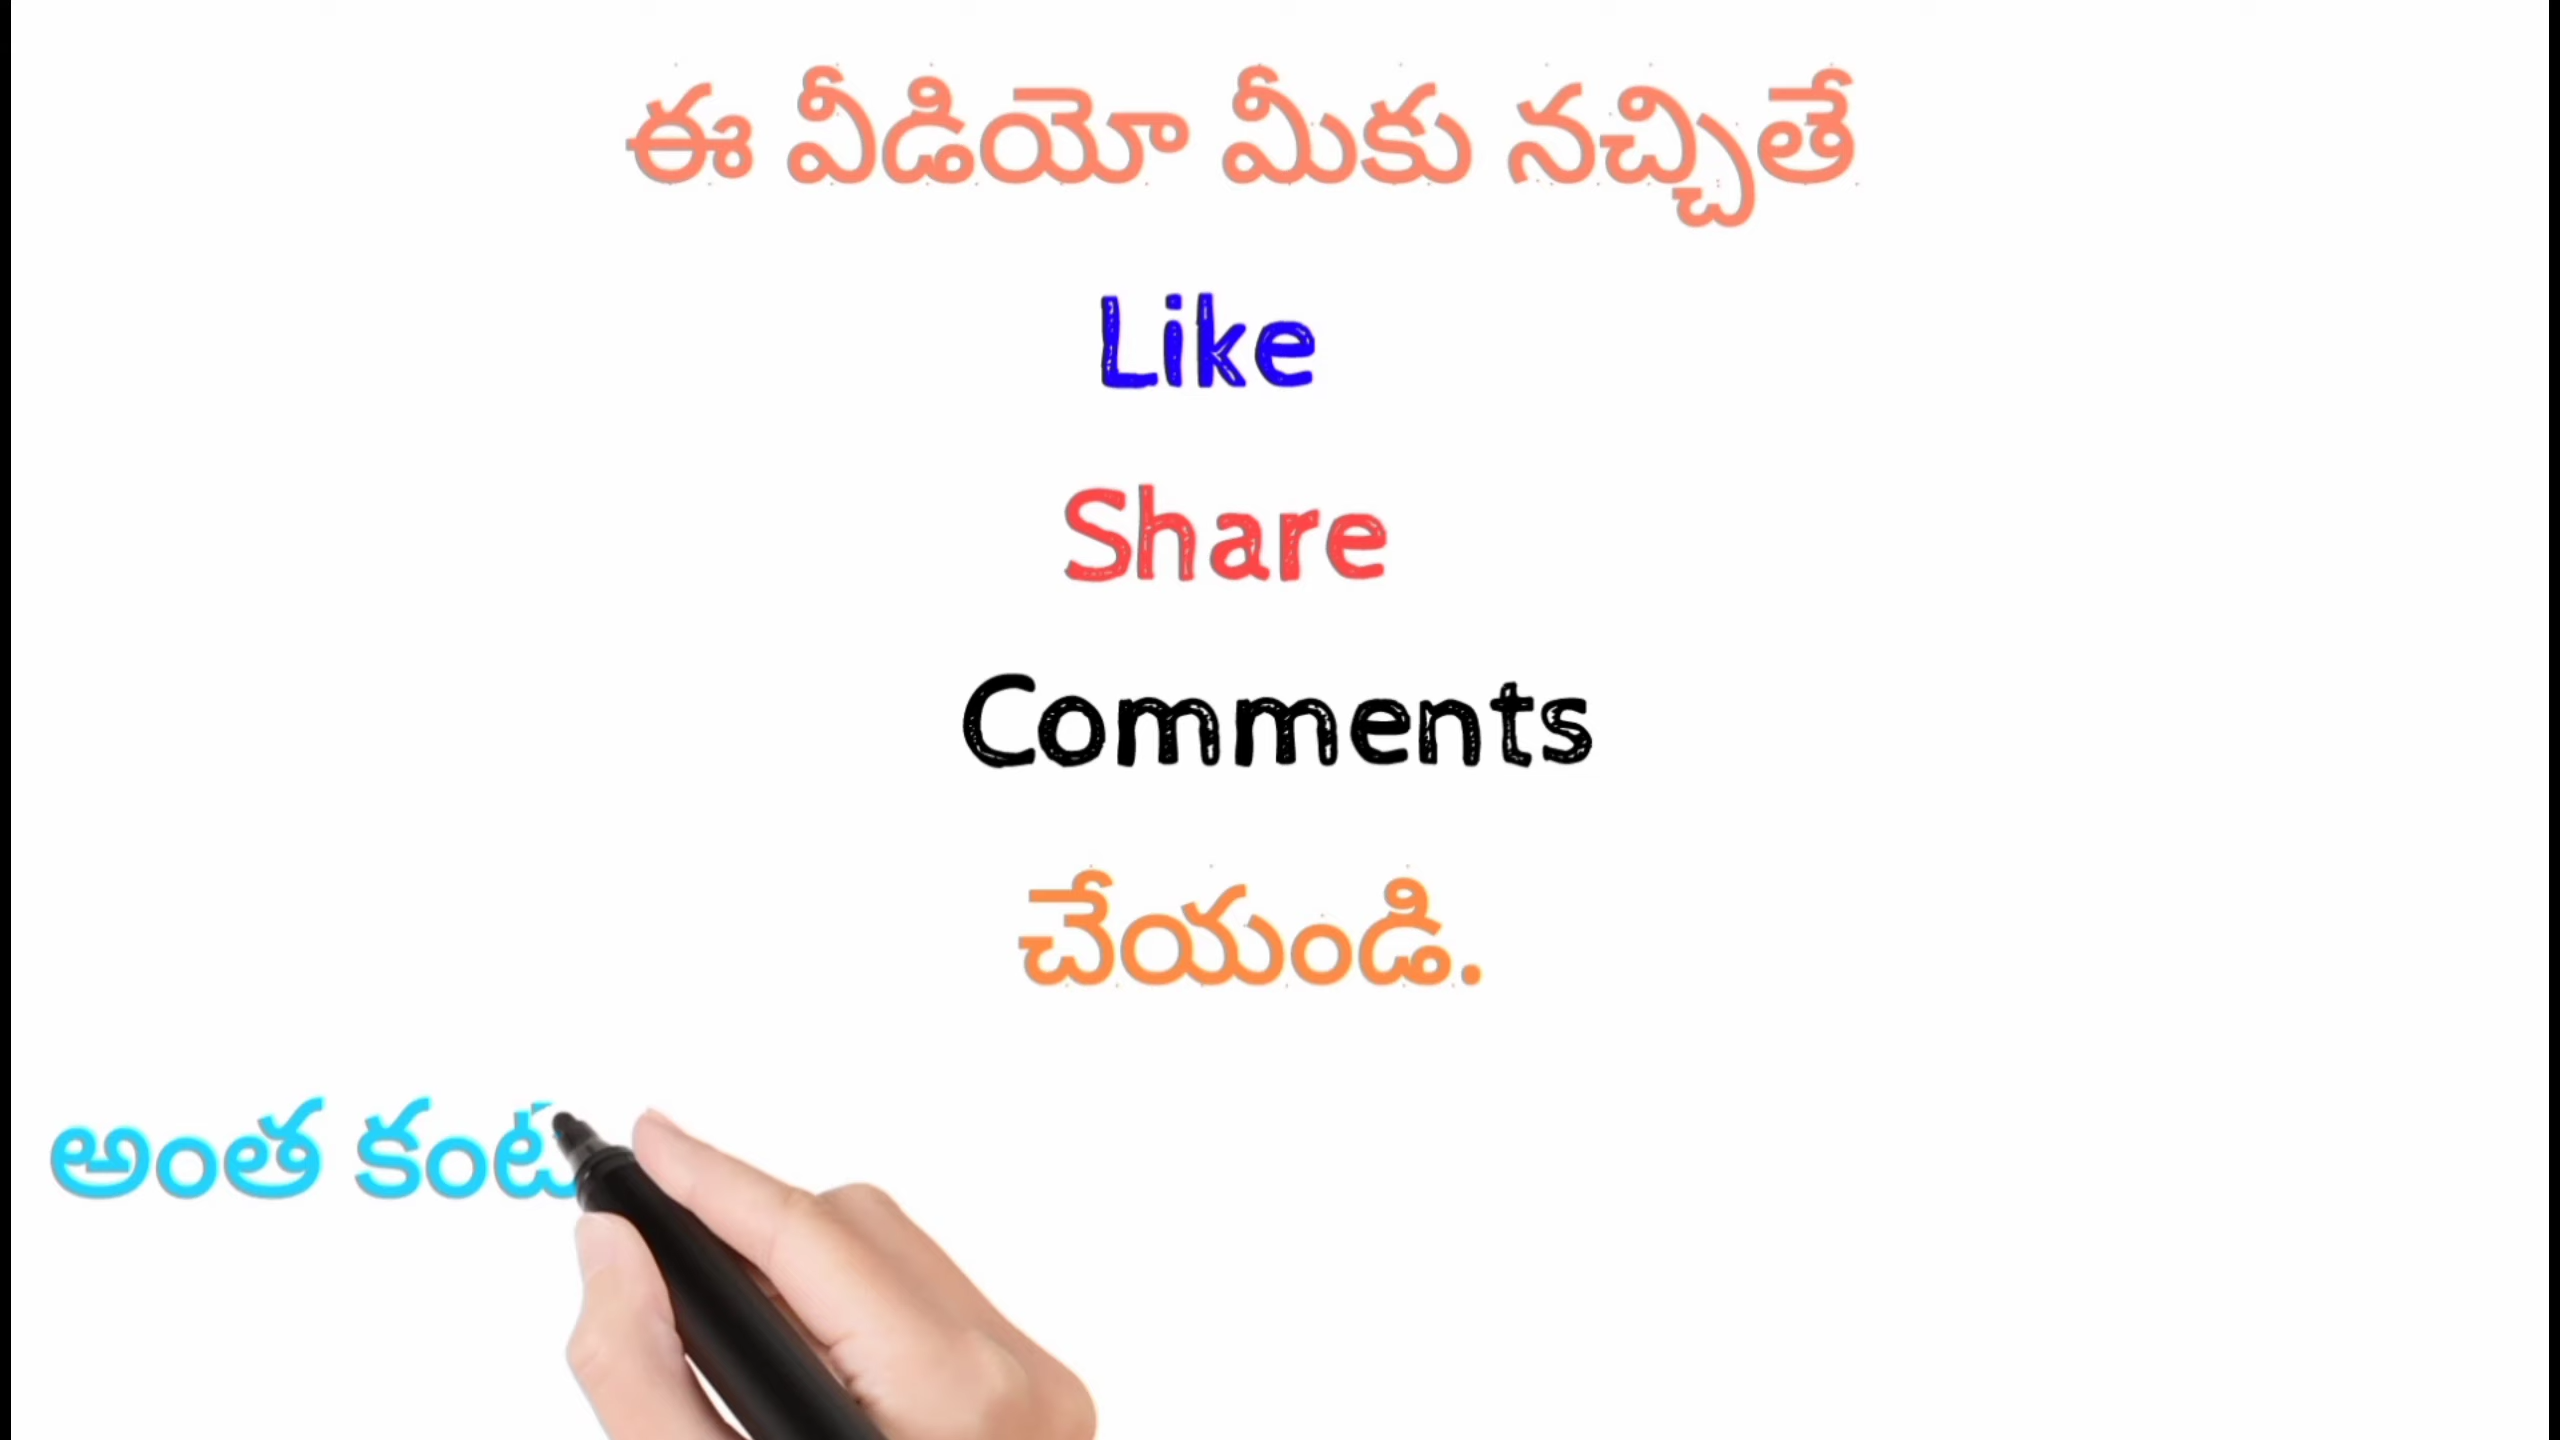 ఈ వీడియో మీకు నచ్చితే
Like
Share
Comments
చేయండి.
అంత